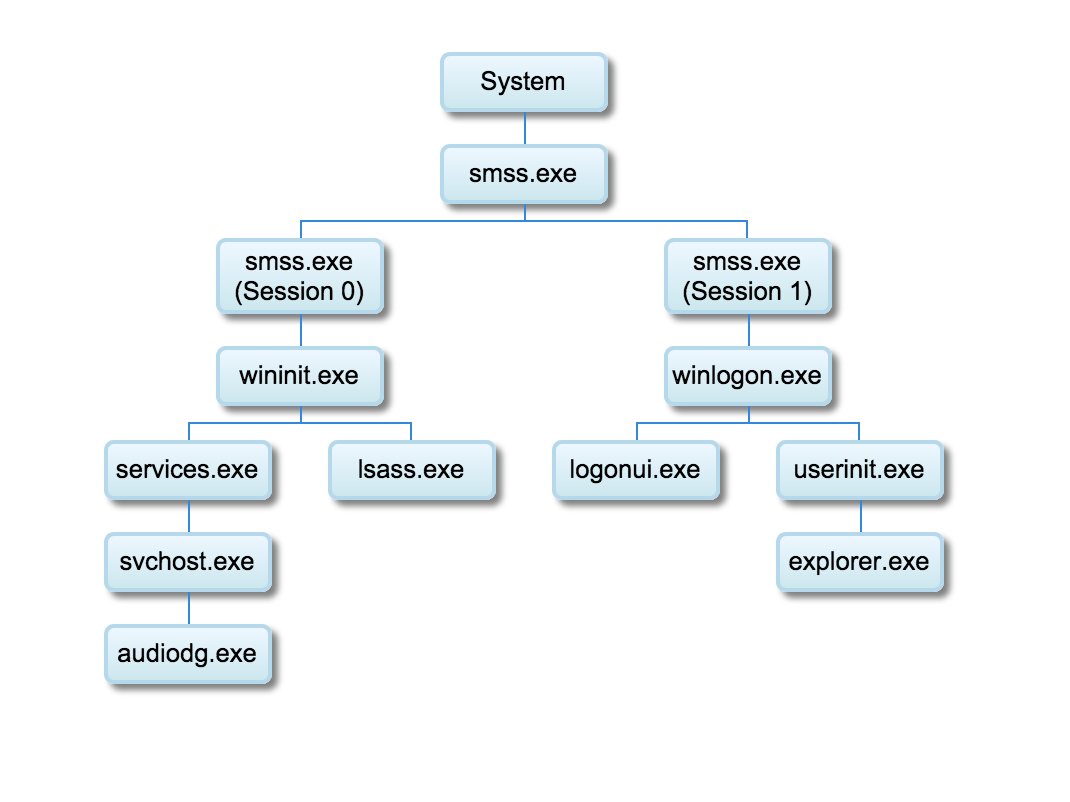 System
smss.exe
smss.exe
(Session 0)
smss.exe
(Session 1)
wininit.exe
winlogon.exe
services.exe
lsass.exe
logonui.exe
userinit.exe
svchost.exe
explorer.exe
audiodg.exe